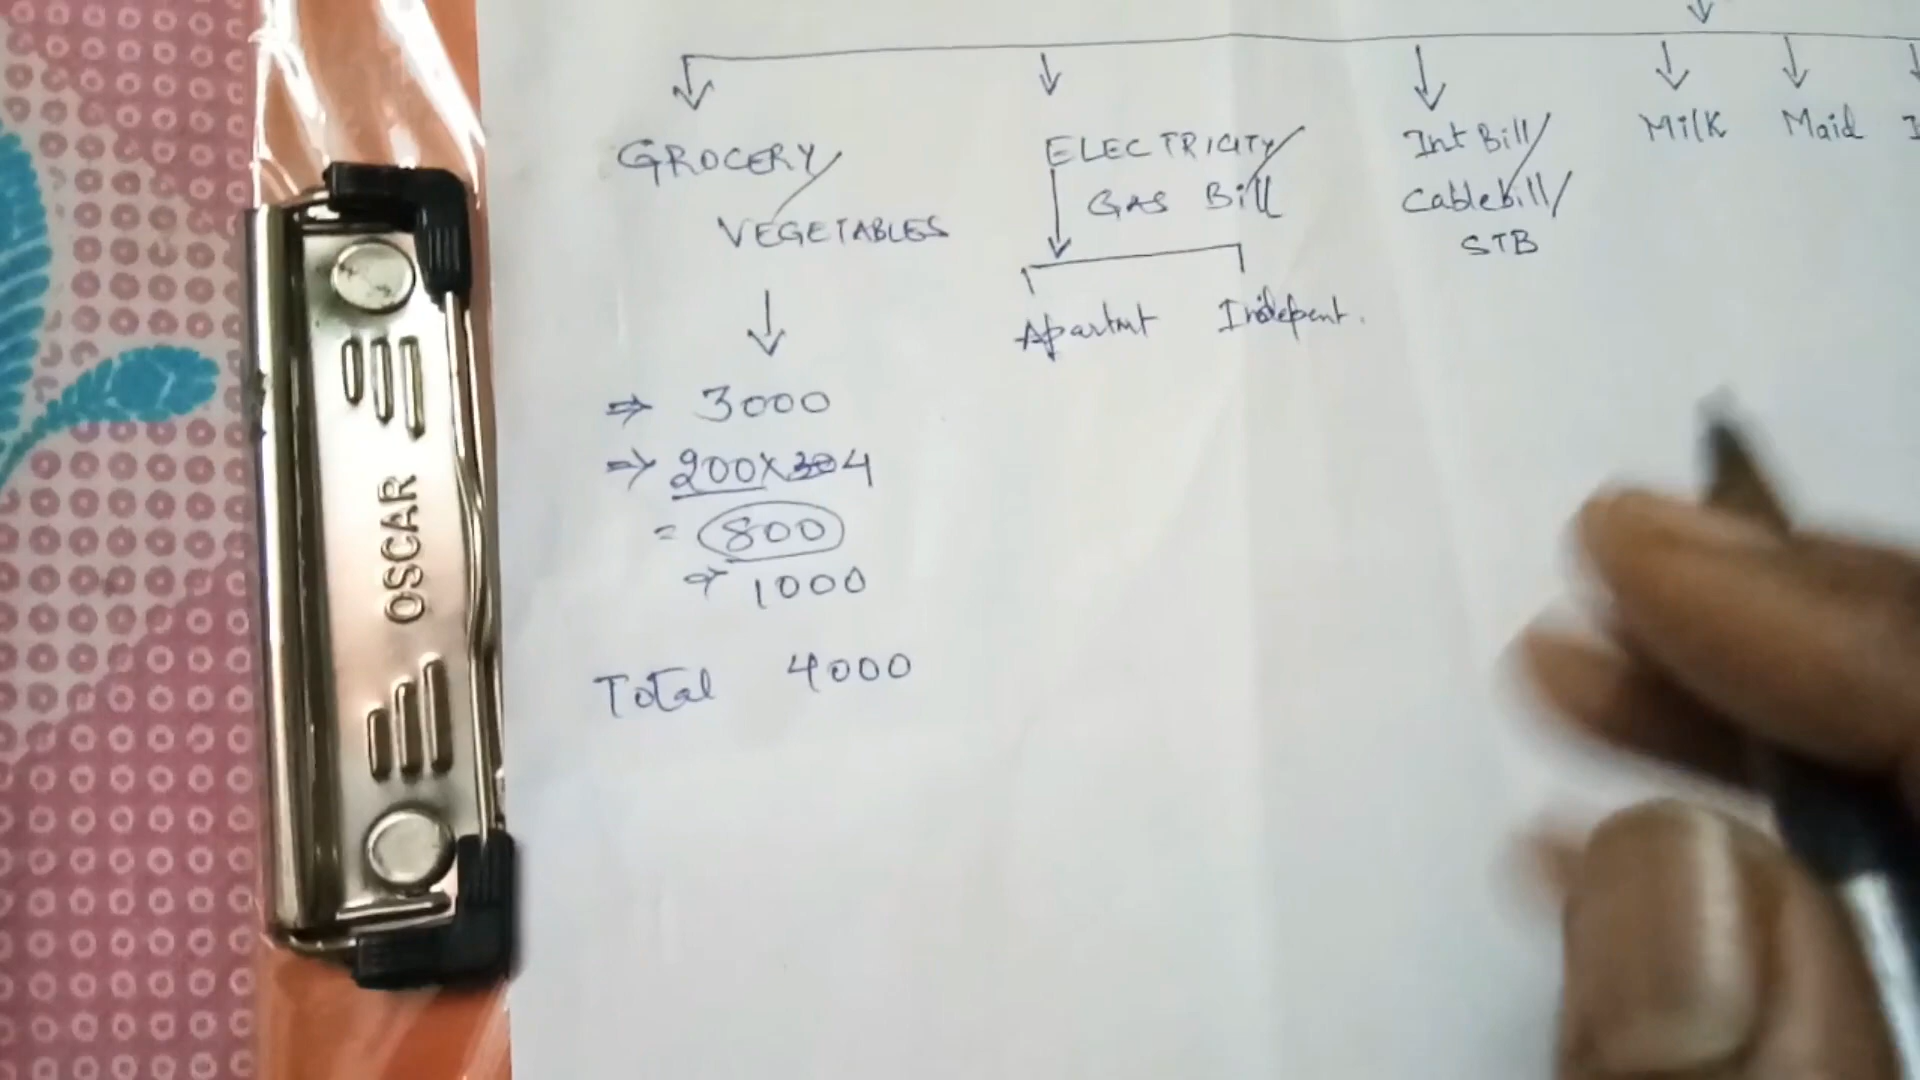 GROCERY/
VEGETABLES
3000
200X304
= 800
1000
Total 4000
ELECTRICITY/
GAS Bill
Apartmt Indepent.
Int Bill/
Cablebill/
STB
Milk
Maid
OSCAR